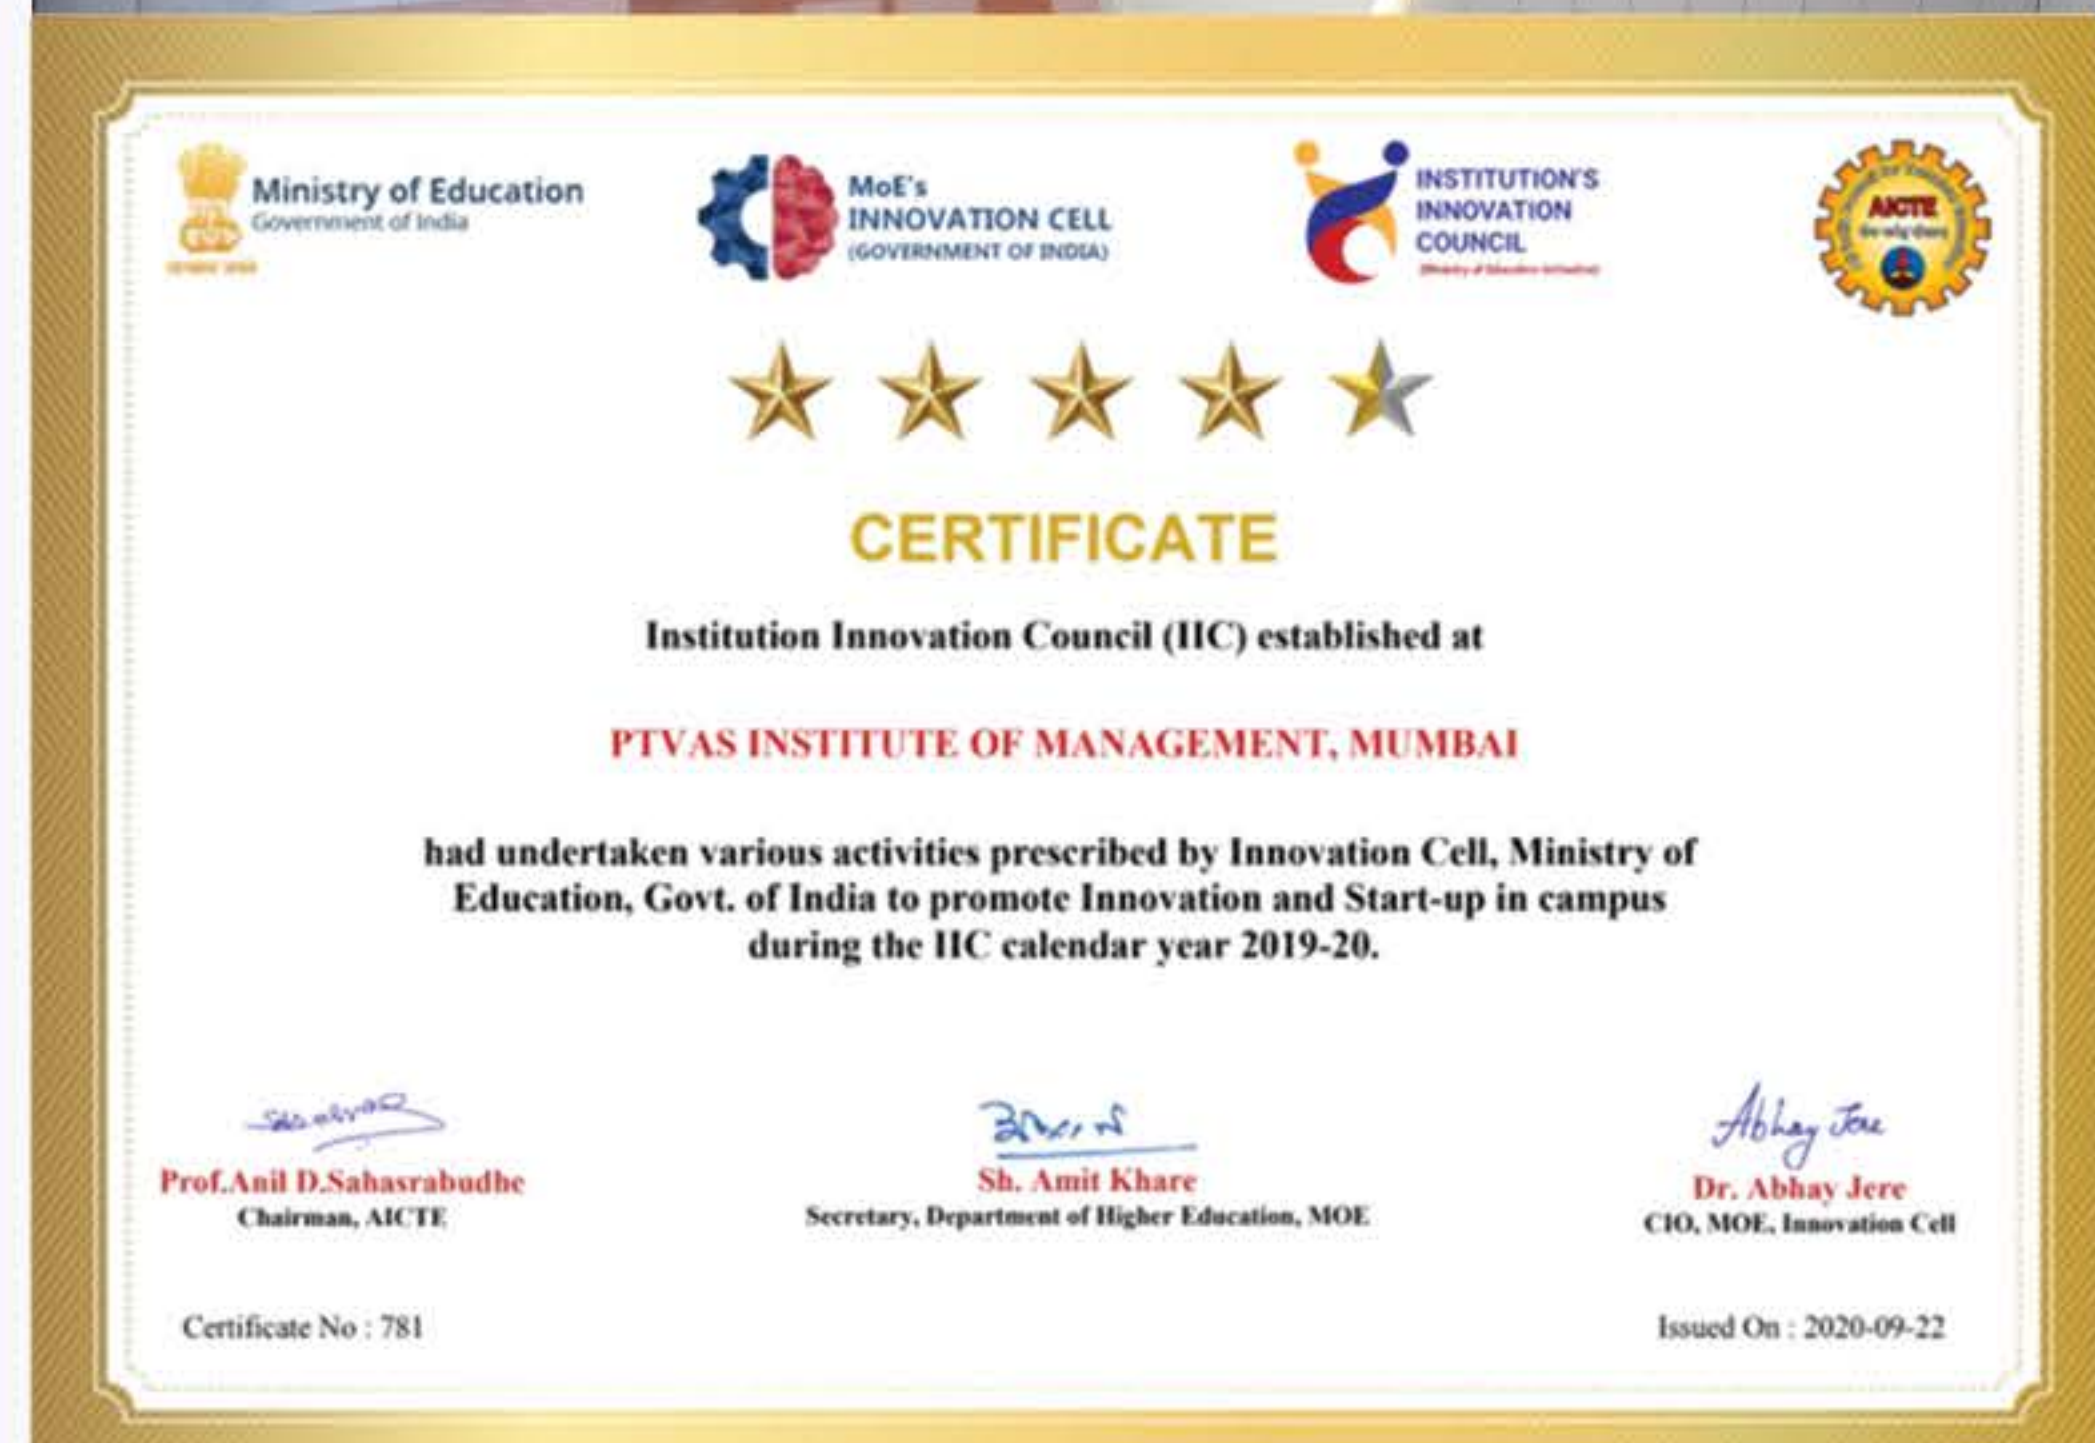 Ministry of Education
Government of India
MoE's
INNOVATION CELL
(GOVERNMENT OF INDIA)
INSTITUTION'S
INNOVATION
COUNCIL
(Ministry of Education Initiative)
AICTE
CERTIFICATE
Institution Innovation Council (IIC) established at
PTVAS INSTITUTE OF MANAGEMENT, MUMBAI
had undertaken various activities prescribed by Innovation Cell, Ministry of
Education, Govt. of India to promote Innovation and Start-up in campus
during the IIC calendar year 2019-20.
Abhay Jere
Prof.Anil D.Sahasrabudhe
Chairman, AICTE
Sh. Amit Khare
Secretary, Department of Higher Education, MOE
Dr. Abhay Jere
CIO, MOE, Innovation Cell
Certificate No : 781
Issued On : 2020-09-22